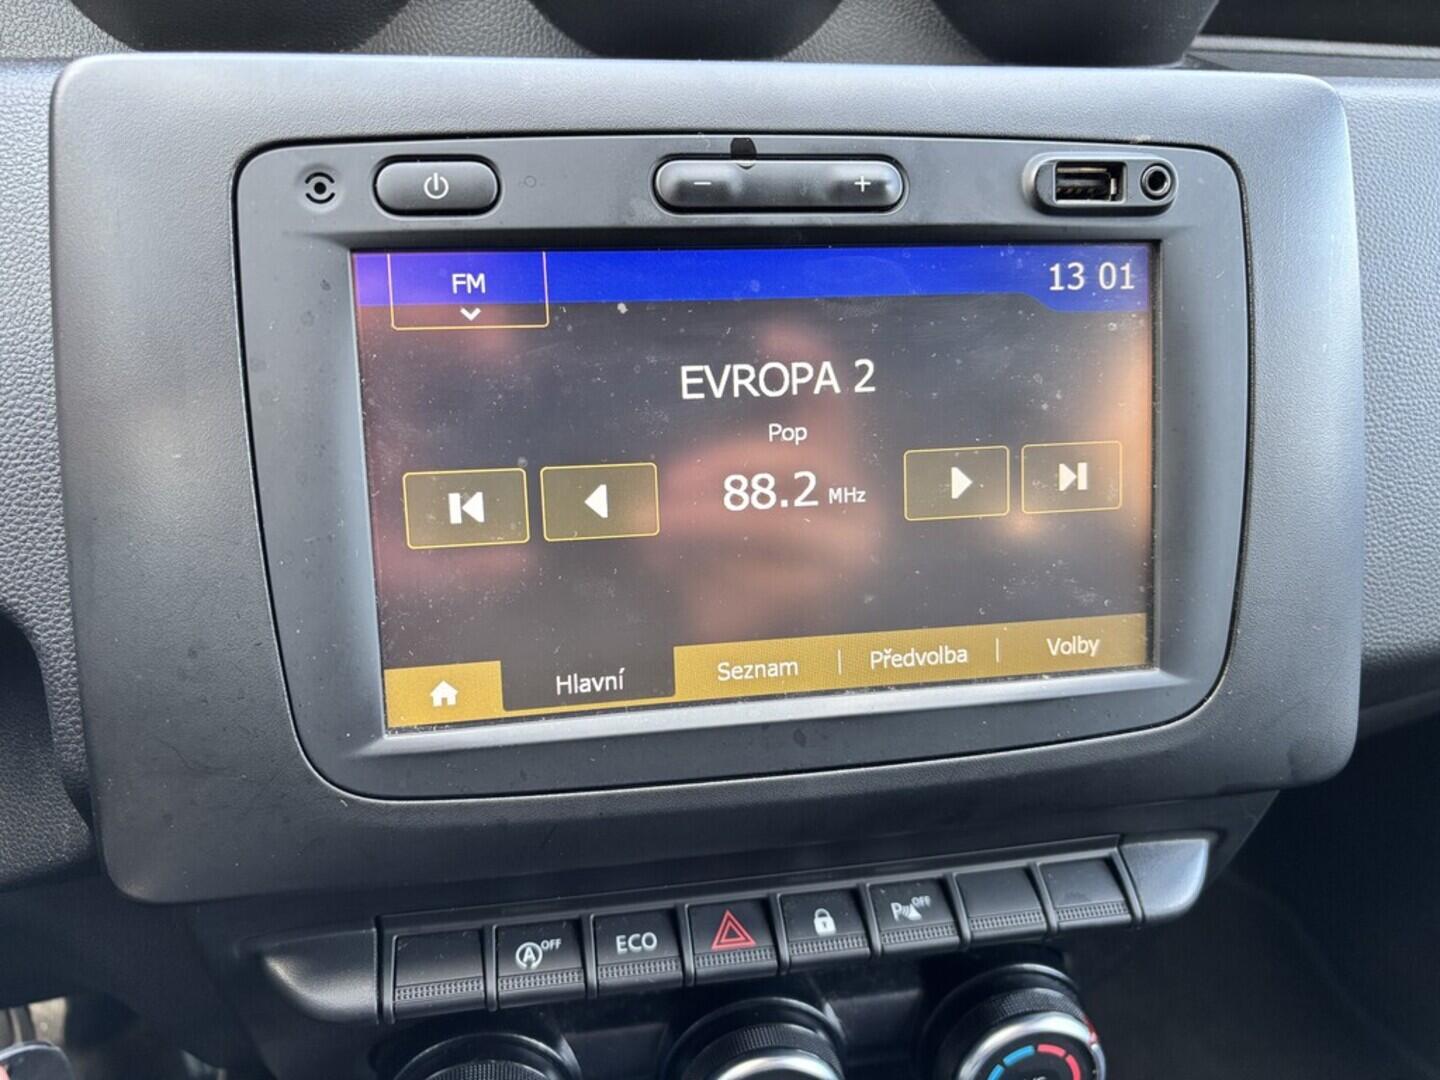 − +
FM
13 01
EVROPA 2
Pop
88.2 MHz
Hlavní
Seznam
Předvolba
Volby
A OFF
ECO
P OFF